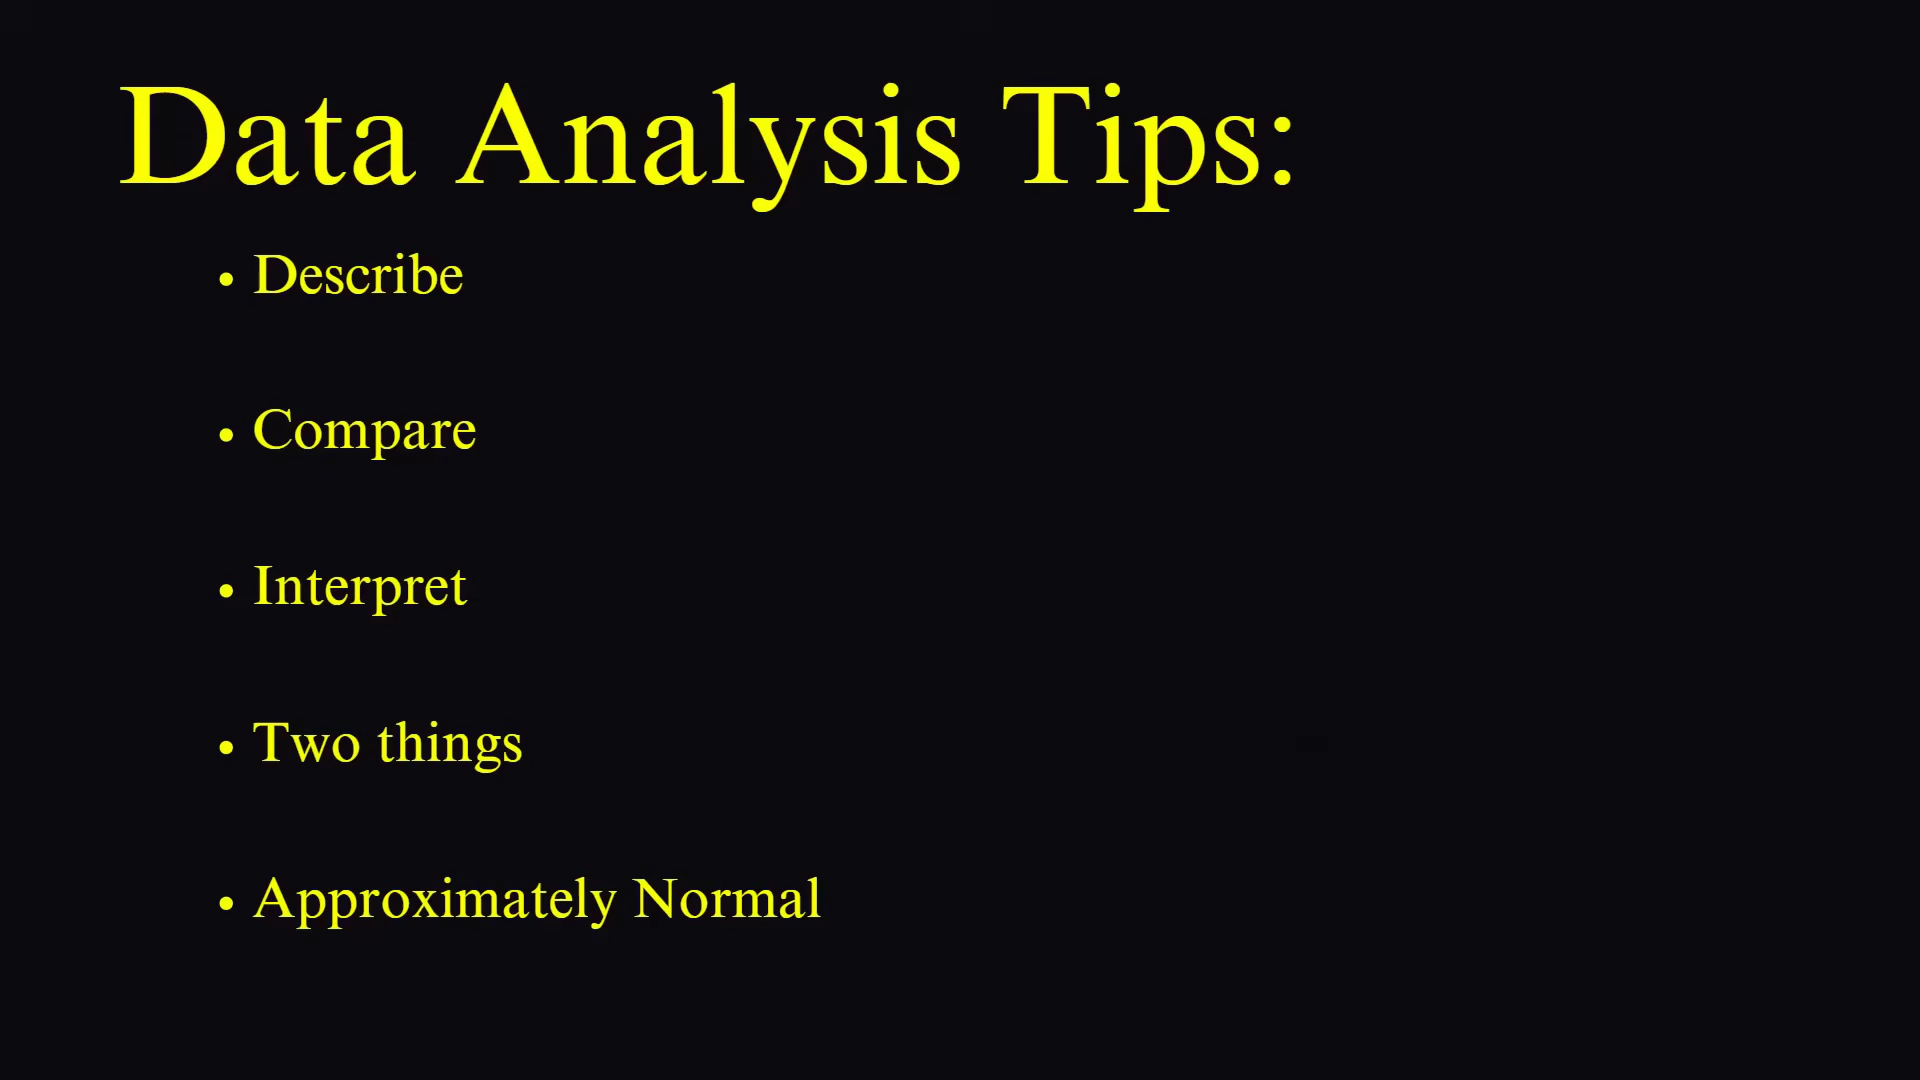 Data Analysis Tips:
• Describe
• Compare
• Interpret
• Two things
• Approximately Normal